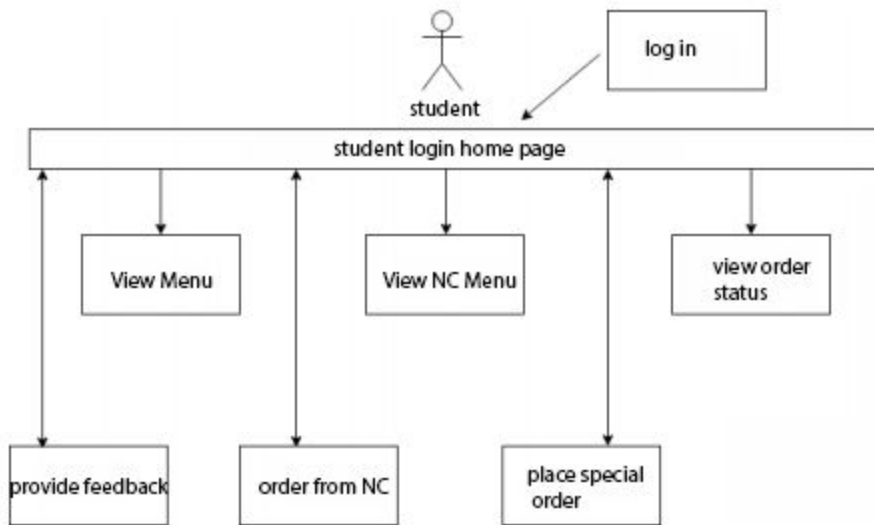 log in
student
student login home page
View Menu
View NC Menu
view order
status
provide feedback
order from NC
place special
order